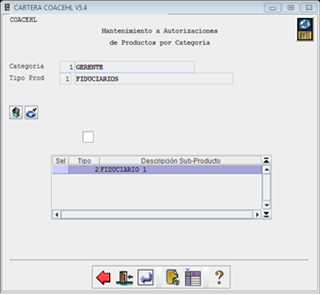 CARTERA COACEHL V5.4
COACEHL
Mantenimiento a Autorizaciones
de Productos por Categoria
Categoria 1 GERENTE
Tipo Prod 1 FIDUCIARIOS
Sel Tipo Descripción Sub-Producto
2 FIDUCIARIO 1